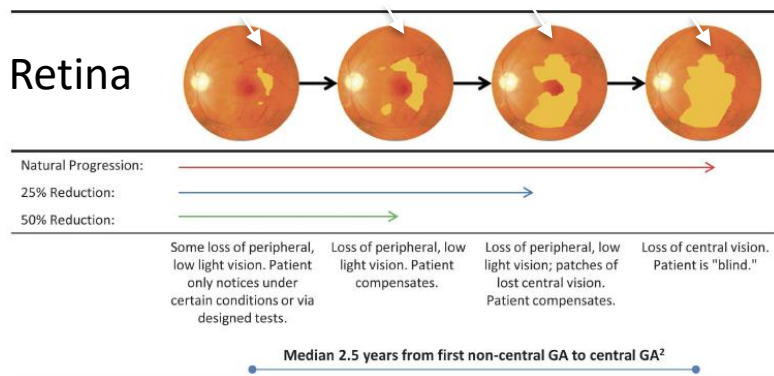 Retina
Natural Progression:
25% Reduction:
50% Reduction:
Some loss of peripheral,
low light vision. Patient
only notices under
certain conditions or via
designed tests.
Loss of peripheral, low
light vision. Patient
compensates.
Loss of peripheral, low
light vision; patches of
lost central vision.
Patient compensates.
Loss of central vision.
Patient is "blind."
Median 2.5 years from first non-central GA to central GA²